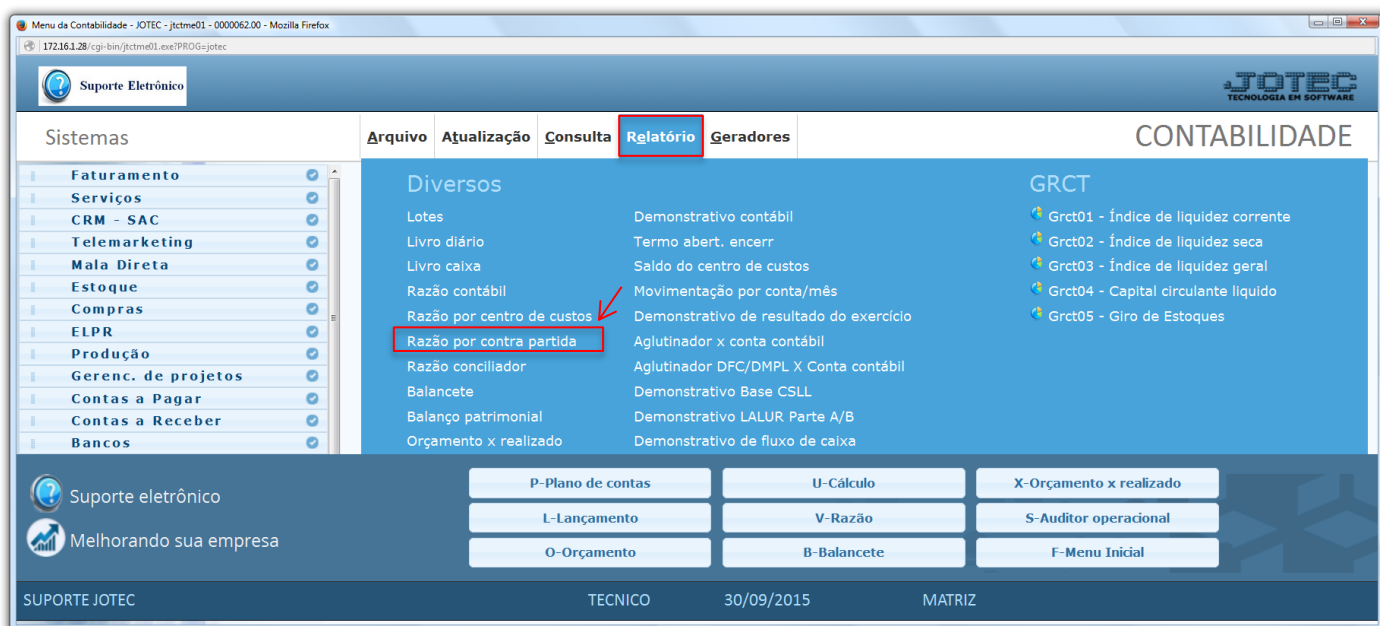 Menu da Contabilidade - JOTEC - jtctme01 - 0000062.00 - Mozilla Firefox
172.16.1.28/cgi-bin/jtctme01.exe?PROG=jotec
Suporte Eletrônico
JOTEC
TECNOLOGIA EM SOFTWARE
Sistemas
Arquivo Atualização Consulta Relatório Geradores
CONTABILIDADE
Faturamento
Serviços
CRM - SAC
Telemarketing
Mala Direta
Estoque
Compras
ELPR
Produção
Gerenc. de projetos
Contas a Pagar
Contas a Receber
Bancos
Diversos
Lotes
Livro diário
Livro caixa
Razão contábil
Razão por centro de custos
Razão por contra partida
Razão conciliador
Balancete
Balanço patrimonial
Orçamento x realizado
Demonstrativo contábil
Termo abert. encerr
Saldo do centro de custos
Movimentação por conta/mês
Demonstrativo de resultado do exercício
Aglutinador x conta contábil
Aglutinador DFC/DMPL X Conta contábil
Demonstrativo Base CSLL
Demonstrativo LALUR Parte A/B
Demonstrativo de fluxo de caixa
GRCT
Grct01 - Índice de liquidez corrente
Grct02 - Índice de liquidez seca
Grct03 - Índice de liquidez geral
Grct04 - Capital circulante liquido
Grct05 - Giro de Estoques
Suporte eletrônico
Melhorando sua empresa
P-Plano de contas U-Cálculo X-Orçamento x realizado
L-Lançamento V-Razão S-Auditor operacional
O-Orçamento B-Balancete F-Menu Inicial
SUPORTE JOTEC TECNICO 30/09/2015 MATRIZ